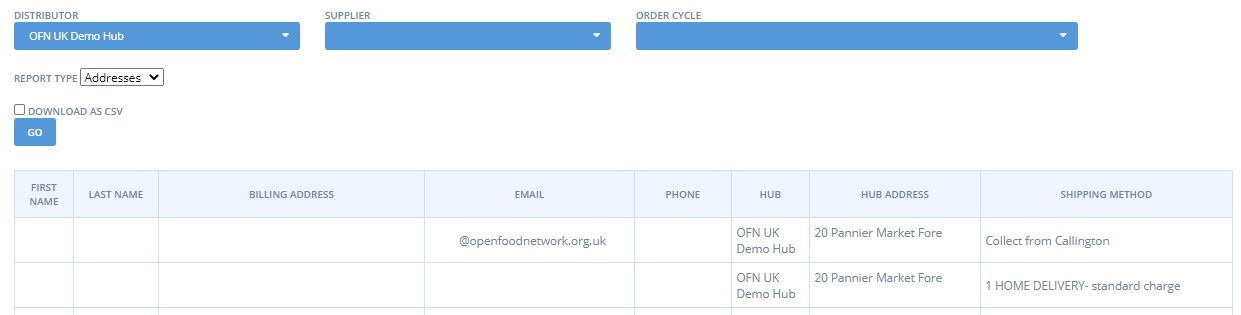 DISTRIBUTOR SUPPLIER ORDER CYCLE
OFN UK Demo Hub
REPORT TYPE Addresses
DOWNLOAD AS CSV
GO
FIRST NAME LAST NAME BILLING ADDRESS EMAIL PHONE HUB HUB ADDRESS SHIPPING METHOD
@openfoodnetwork.org.uk OFN UK Demo Hub 20 Pannier Market Fore Collect from Callington
OFN UK Demo Hub 20 Pannier Market Fore 1 HOME DELIVERY- standard charge